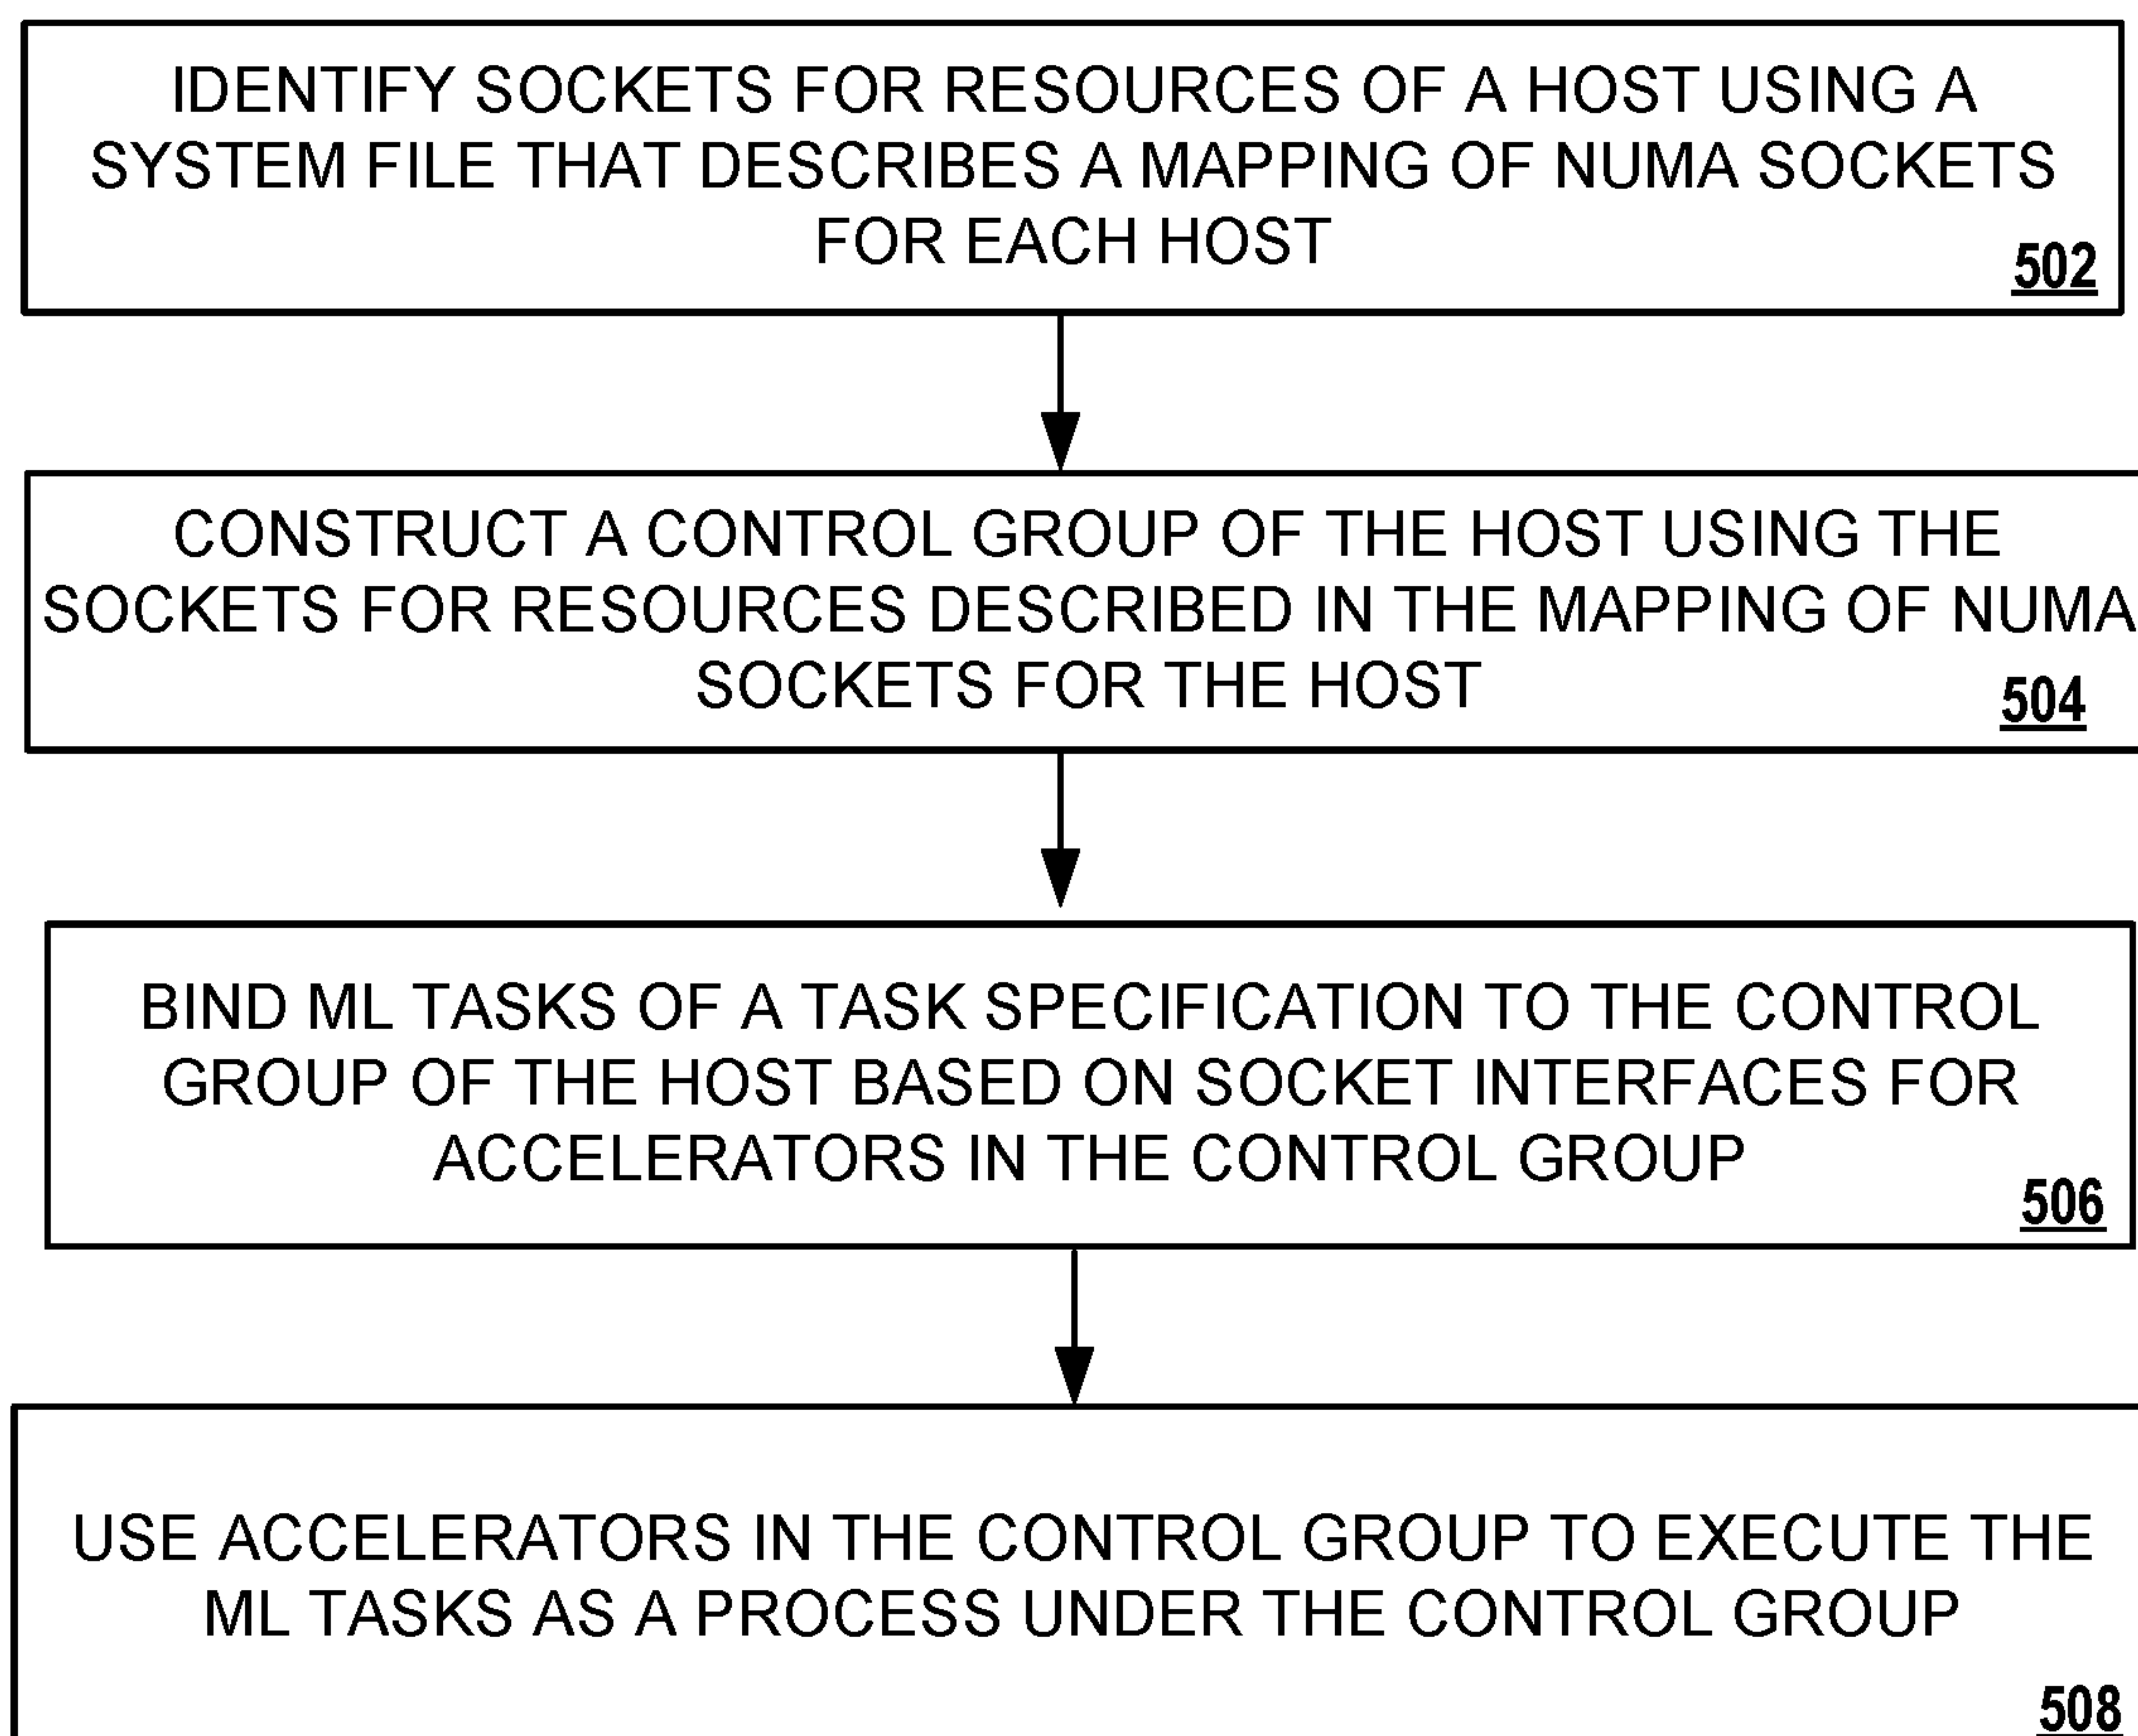 IDENTIFY SOCKETS FOR RESOURCES OF A HOST USING A
SYSTEM FILE THAT DESCRIBES A MAPPING OF NUMA SOCKETS
FOR EACH HOST
502
CONSTRUCT A CONTROL GROUP OF THE HOST USING THE
SOCKETS FOR RESOURCES DESCRIBED IN THE MAPPING OF NUMA
SOCKETS FOR THE HOST
504
BIND ML TASKS OF A TASK SPECIFICATION TO THE CONTROL
GROUP OF THE HOST BASED ON SOCKET INTERFACES FOR
ACCELERATORS IN THE CONTROL GROUP
506
USE ACCELERATORS IN THE CONTROL GROUP TO EXECUTE THE
ML TASKS AS A PROCESS UNDER THE CONTROL GROUP
508